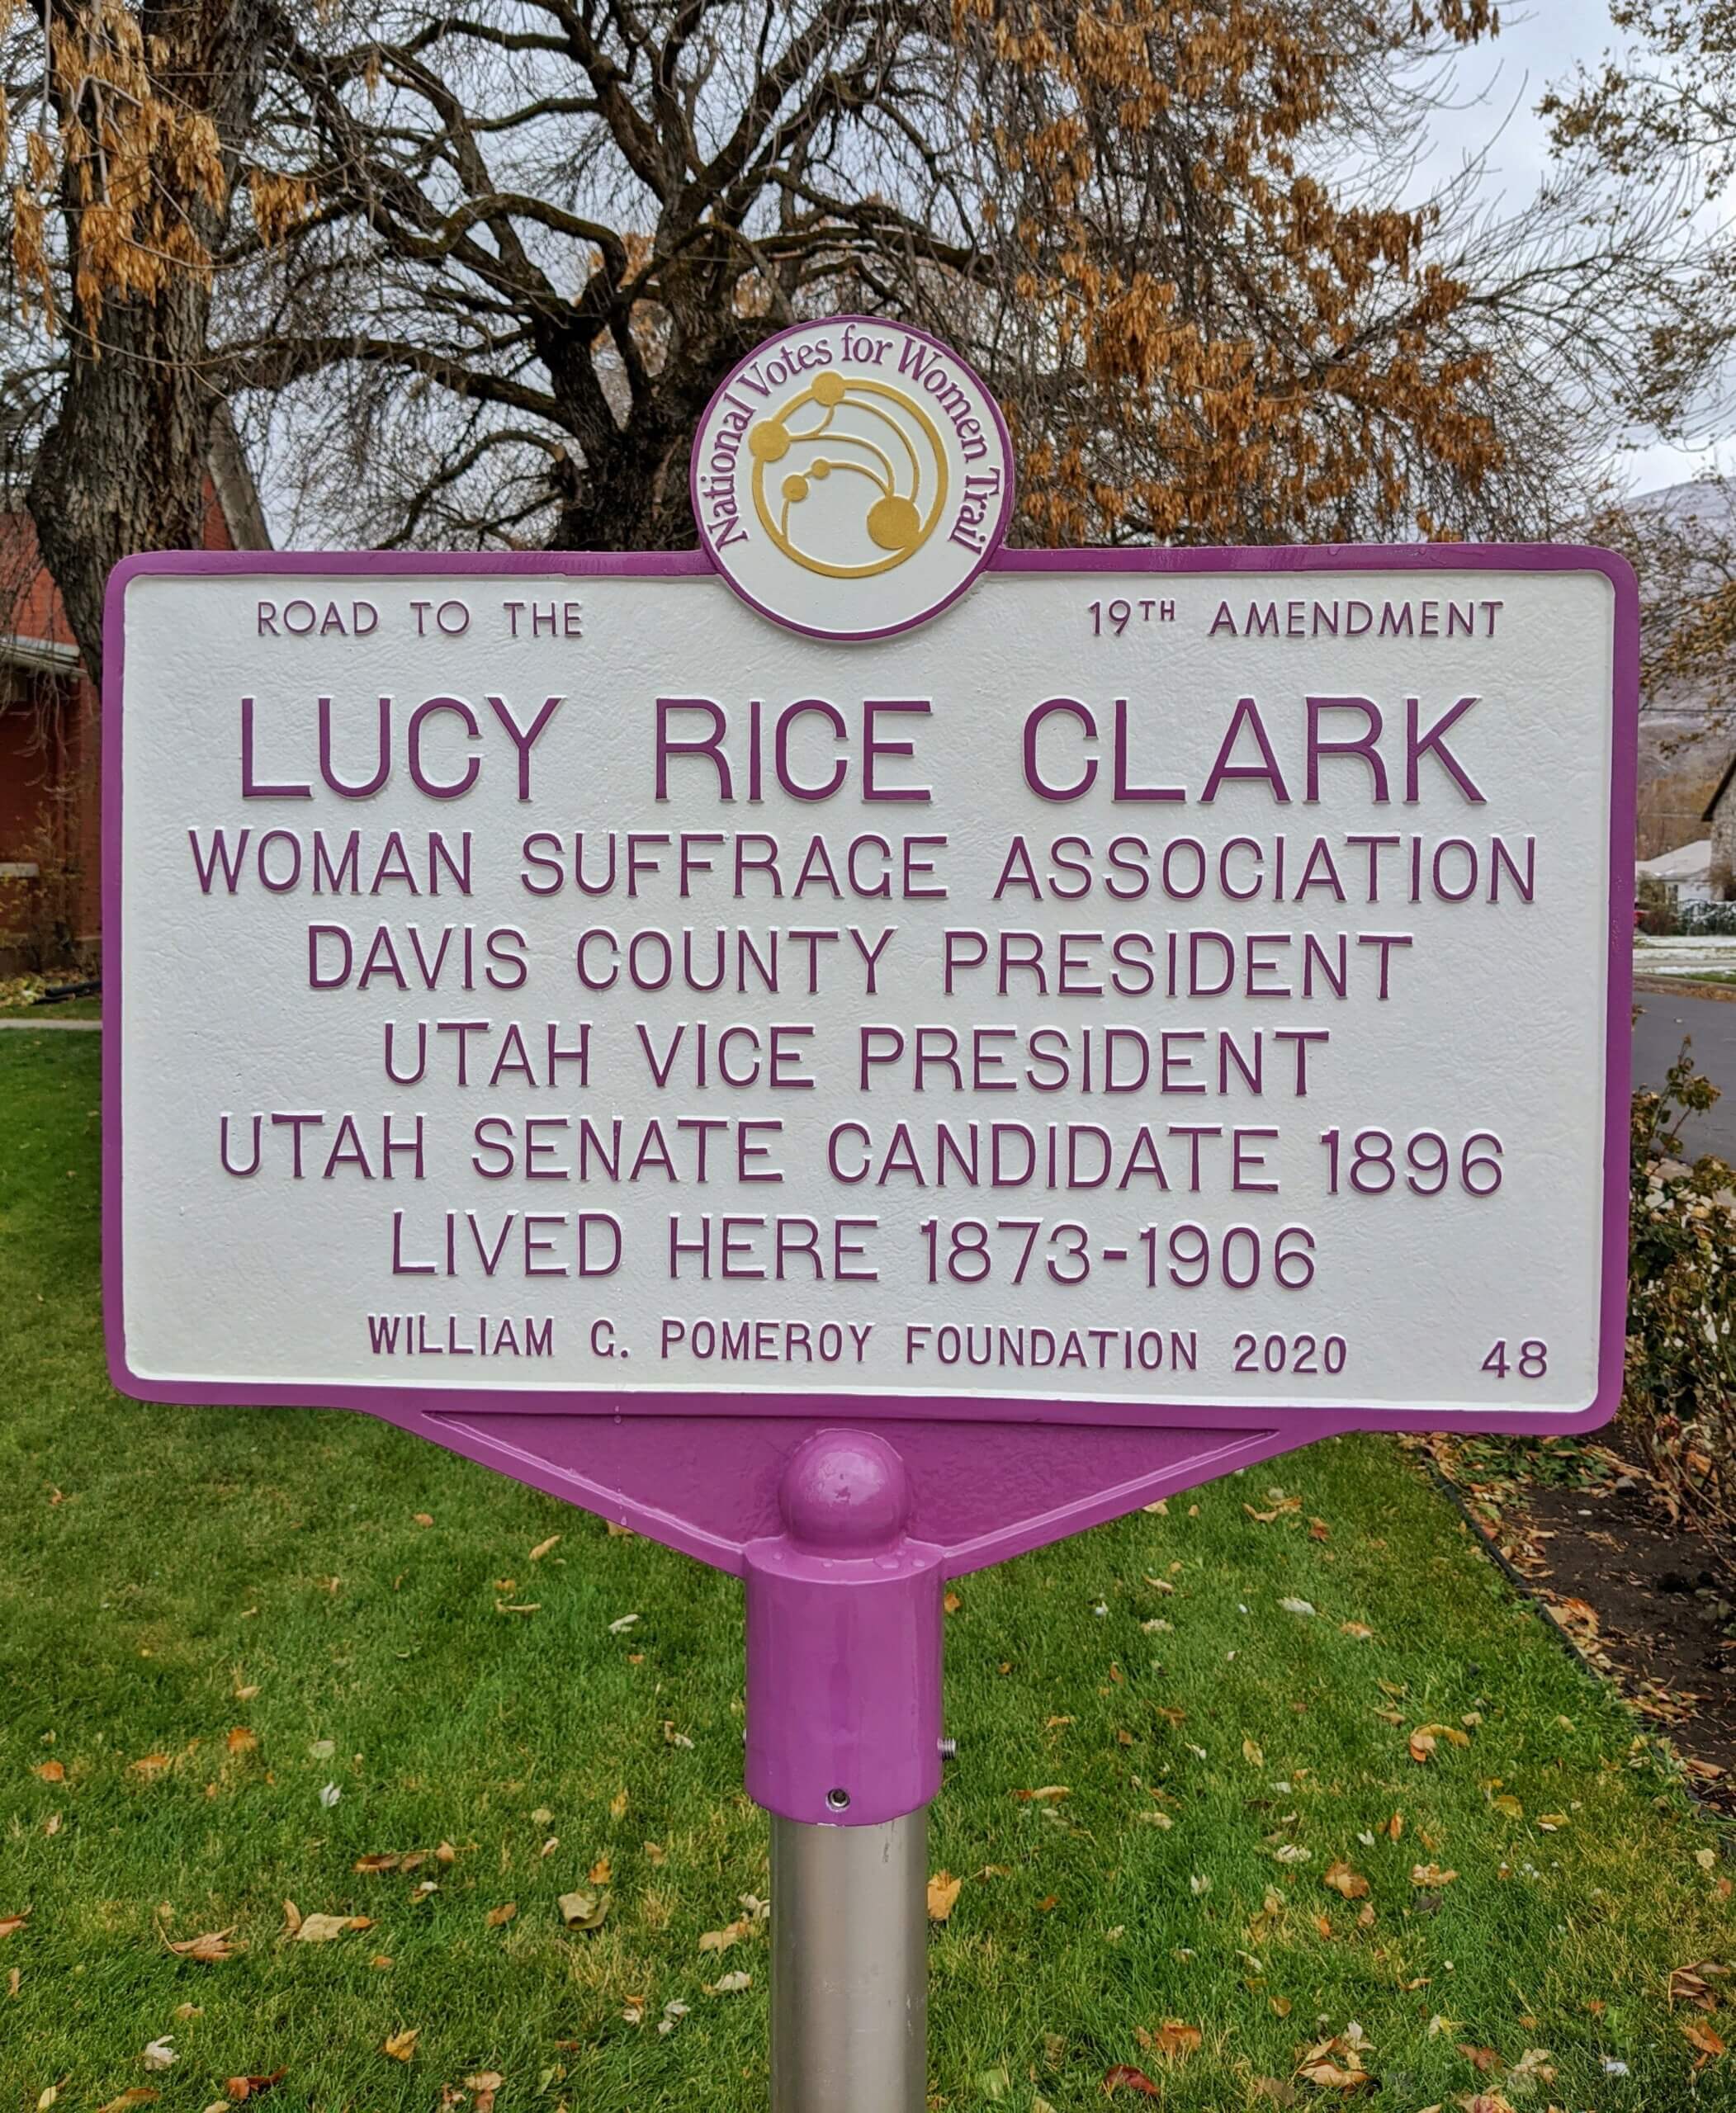 National Votes for Women Trail
ROAD TO THE 19TH AMENDMENT
LUCY RICE CLARK
WOMAN SUFFRAGE ASSOCIATION
DAVIS COUNTY PRESIDENT
UTAH VICE PRESIDENT
UTAH SENATE CANDIDATE 1896
LIVED HERE 1873-1906
WILLIAM G. POMEROY FOUNDATION 2020 48